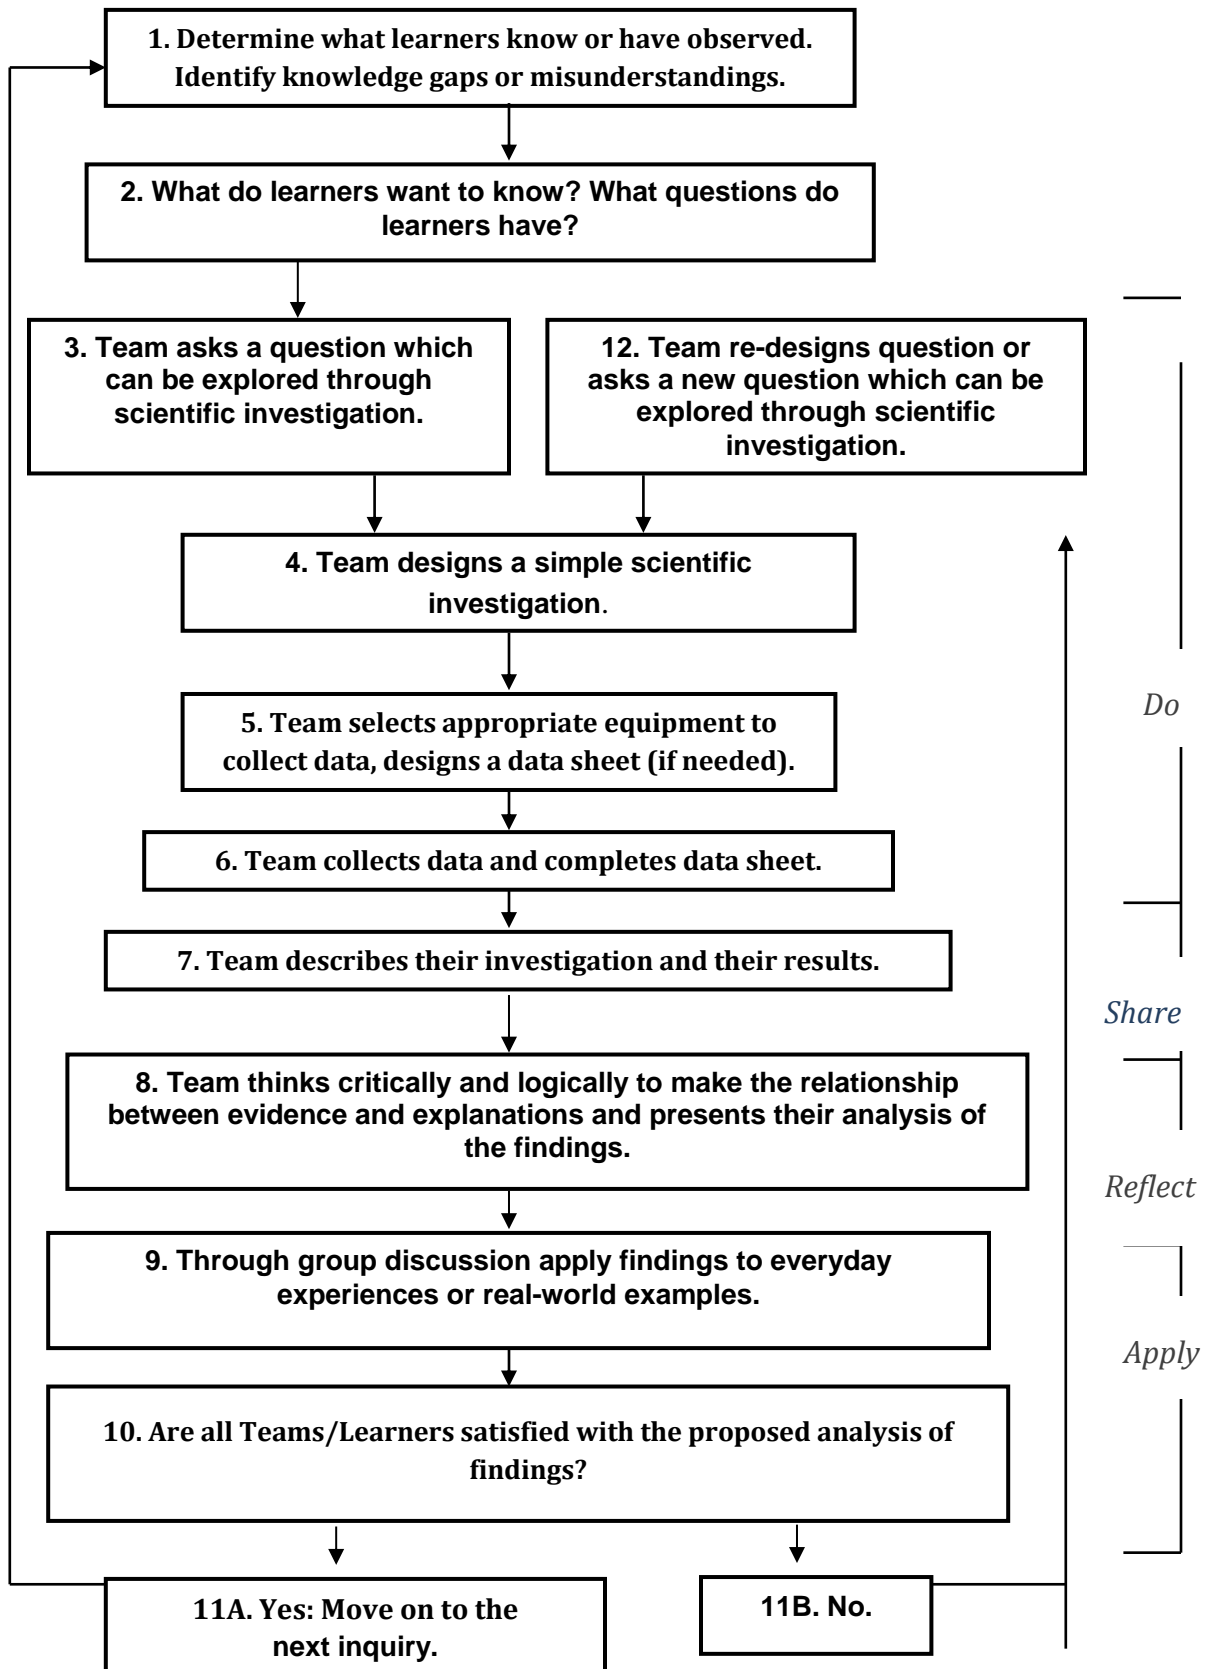 1. Determine what learners know or have observed.
Identify knowledge gaps or misunderstandings.
2. What do learners want to know? What questions do
learners have?
3. Team asks a question which
can be explored through
scientific investigation.
12. Team re-designs question or
asks a new question which can be
explored through scientific
investigation.
4. Team designs a simple scientific
investigation.
Do
5. Team selects appropriate equipment to
collect data, designs a data sheet (if needed).
6. Team collects data and completes data sheet.
7. Team describes their investigation and their results.
Share
8. Team thinks critically and logically to make the relationship
between evidence and explanations and presents their analysis of
the findings.
Reflect
9. Through group discussion apply findings to everyday
experiences or real-world examples.
Apply
10. Are all Teams/Learners satisfied with the proposed analysis of
findings?
11A. Yes: Move on to the
next inquiry.
11B. No.